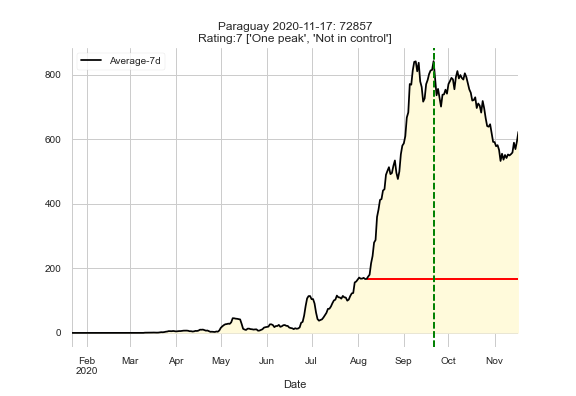 Paraguay 2020-11-17: 72857
Rating:7 ['One peak', 'Not in control']
Average-7d
800
600
400
200
0
Feb Mar Apr May Jun Jul Aug Sep Oct Nov
2020
Date